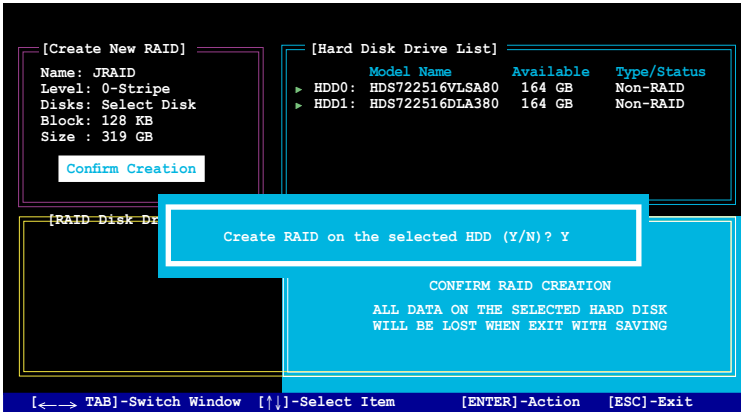 [Create New RAID]
Name: JRAID
Level: 0-Stripe
Disks: Select Disk
Block: 128 KB
Size : 319 GB
Confirm Creation
[Hard Disk Drive List]
Model Name Available Type/Status
HDD0: HDS722516VLSA80 164 GB Non-RAID
HDD1: HDS722516DLA380 164 GB Non-RAID
[RAID Disk Dr
Create RAID on the selected HDD (Y/N)? Y
CONFIRM RAID CREATION
ALL DATA ON THE SELECTED HARD DISK
WILL BE LOST WHEN EXIT WITH SAVING
[←→ TAB]-Switch Window [↑↓]-Select Item [ENTER]-Action [ESC]-Exit